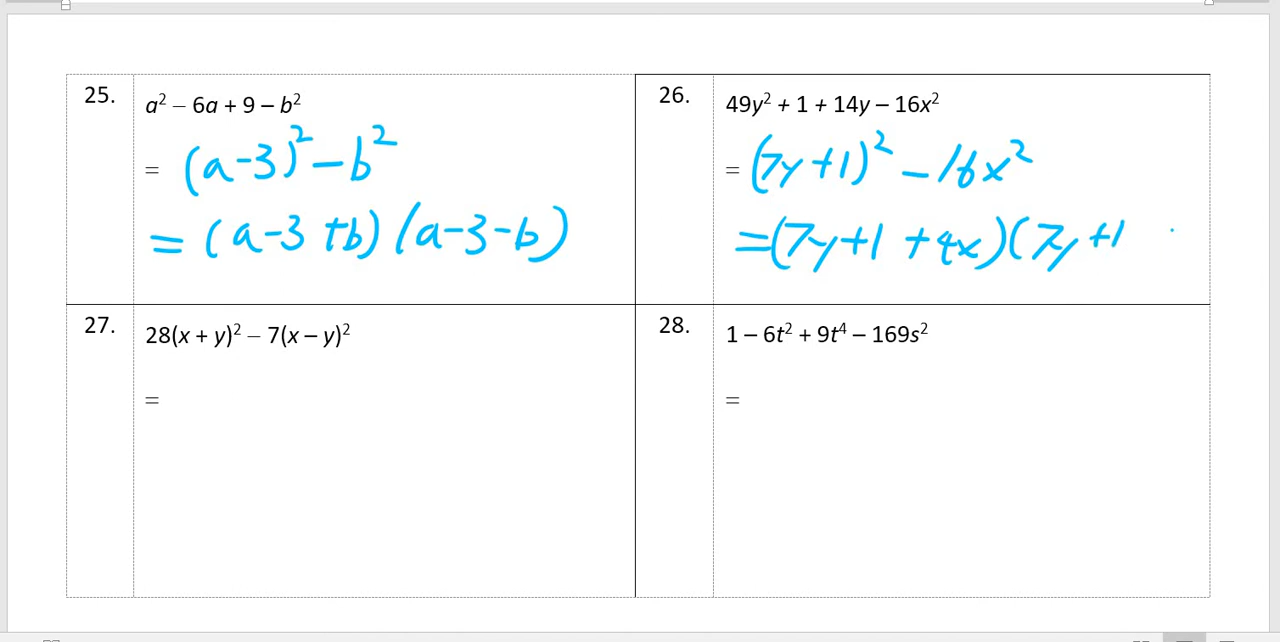 25.
a² – 6a + 9 – b²
= (a-3)²-b²
= (a-3+b)(a-3-b)
26.
49y² + 1 + 14y – 16x²
= (7y+1)²-16x²
=(7y+1+4x)(7y+1
27.
28(x + y)² – 7(x – y)²
=
28.
1 – 6t² + 9t⁴ – 169s²
=